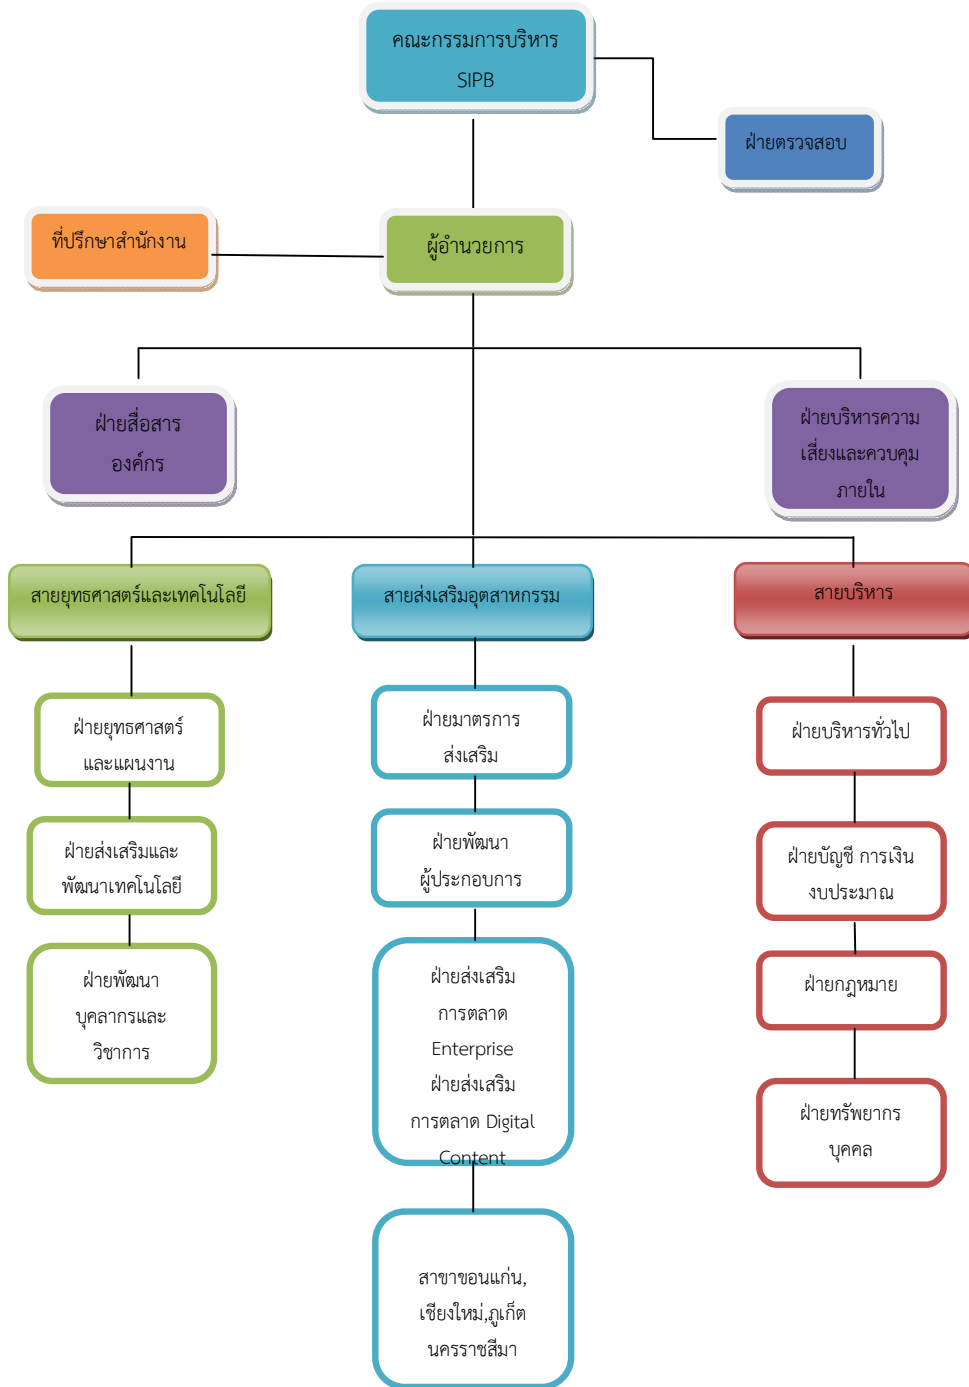 คณะกรรมการบริหาร
SIPB
ฝ่ายตรวจสอบ
ที่ปรึกษาสำนักงาน
ผู้อำนวยการ
ฝ่ายสื่อสาร
องค์กร
ฝ่ายบริหารความ
เสี่ยงและควบคุม
ภายใน
สายยุทธศาสตร์และเทคโนโลยี
สายส่งเสริมอุตสาหกรรม
สายบริหาร
ฝ่ายยุทธศาสตร์
และแผนงาน
ฝ่ายส่งเสริมและ
พัฒนาเทคโนโลยี
ฝ่ายพัฒนา
บุคลากรและ
วิชาการ
ฝ่ายมาตรการ
ส่งเสริม
ฝ่ายพัฒนา
ผู้ประกอบการ
ฝ่ายส่งเสริม
การตลาด
Enterprise
ฝ่ายส่งเสริม
การตลาด Digital
Content
สาขาขอนแก่น,
เชียงใหม่,ภูเก็ต
นครราชสีมา
ฝ่ายบริหารทั่วไป
ฝ่ายบัญชี การเงิน
งบประมาณ
ฝ่ายกฎหมาย
ฝ่ายทรัพยากร
บุคคล